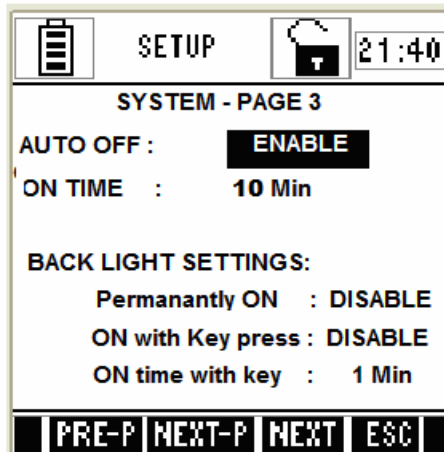 SETUP T 21:40
SYSTEM - PAGE 3
AUTO OFF : ENABLE
ON TIME : 10 Min
BACK LIGHT SETTINGS:
Permanantly ON : DISABLE
ON with Key press : DISABLE
ON time with key : 1 Min
PRE-P NEXT-P NEXT ESC